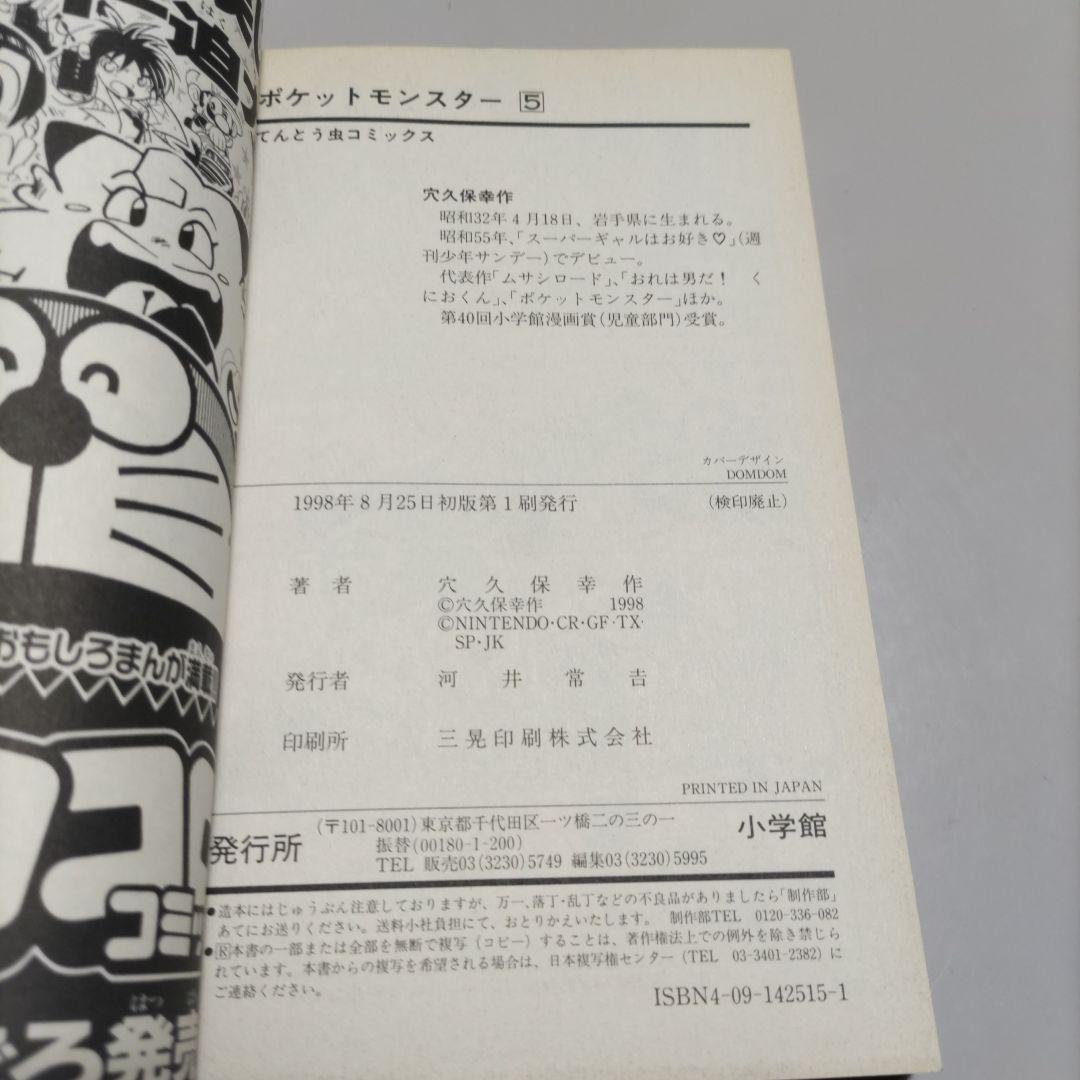 ポケットモンスター 5
てんとう虫コミックス
穴久保幸作
昭和32年4月18日、岩手県に生まれる。
昭和55年、「スーパーギャルはお好き♡」(週
刊少年サンデー)でデビュー。
代表作「ムサシロード」、「おれは男だ! く
におくん」、「ポケットモンスター」ほか。
第40回小学館漫画賞(児童部門)受賞。
カバーデザイン
DOMDOM
1998年8月25日初版第1刷発行 (検印廃止)
著者 穴久保幸作
©穴久保幸作 1998
©NINTENDO・CR・GF・TX・
SP・JK
発行者 河井常吉
印刷所 三晃印刷株式会社
PRINTED IN JAPAN
(〒101-8001)東京都千代田区一ツ橋二の三の一
発行所 振替(00180-1-200) 小学館
TEL 販売03(3230)5749 編集03(3230)5995
●造本にはじゅうぶん注意しておりますが、万一、落丁・乱丁などの不良品がありましたら「制作部」
あてにお送りください。送料小社負担にて、おとりかえいたします。 制作部TEL 0120-336-082
●R本書の一部または全部を無断で複写(コピー)することは、著作権法上での例外を除き禁じら
れています。本書からの複写を希望される場合は、日本複写権センター(TEL 03-3401-2382)に
ご連絡ください。
ISBN4-09-142515-1
追
おもしろまんが満載
コミ
はつ
発売